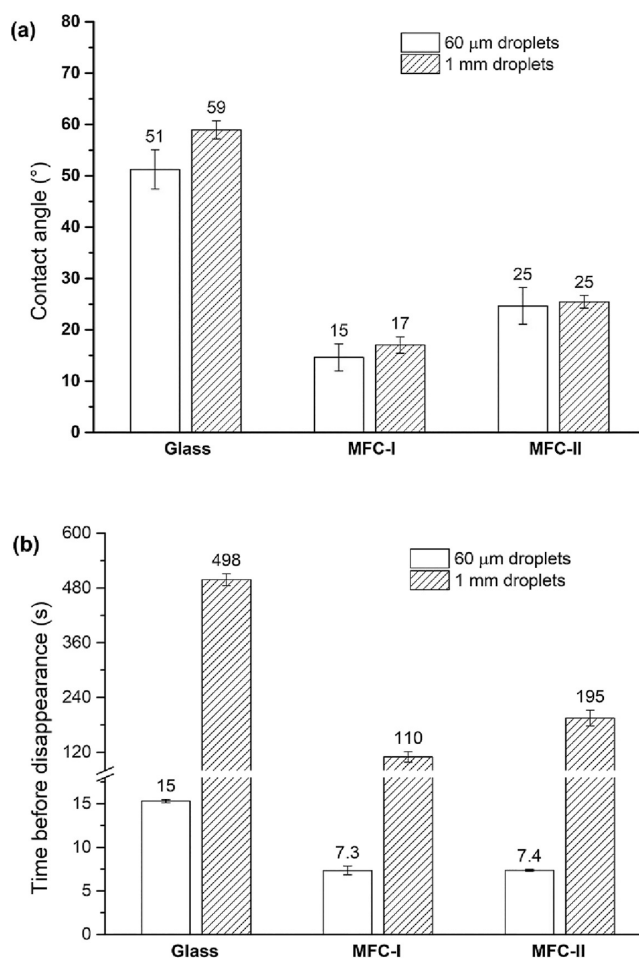 (a)
80
70
60
50
40
30
20
10
0
Contact angle (°)
60 µm droplets
1 mm droplets
51
59
15
17
25
25
Glass
MFC-I
MFC-II
(b)
600
480
360
240
120
15
10
5
0
Time before disappearance (s)
60 µm droplets
1 mm droplets
15
498
7.3
110
7.4
195
Glass
MFC-I
MFC-II